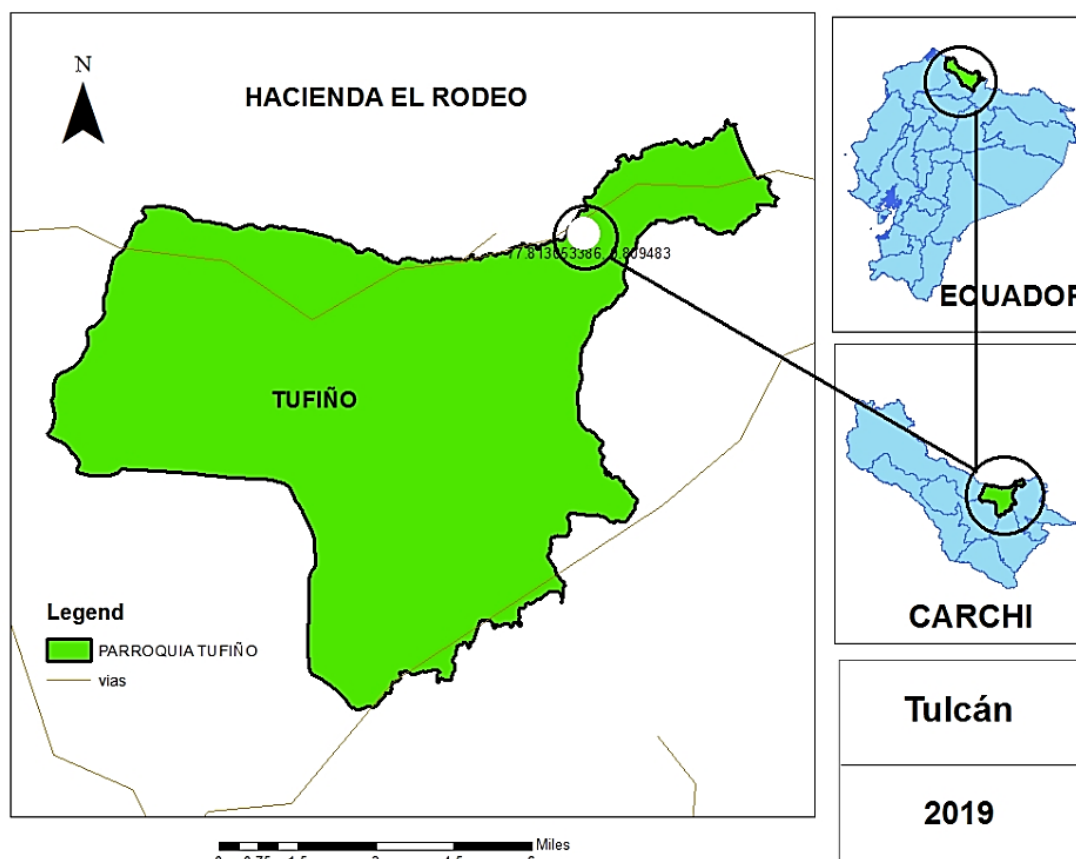 N
HACIENDA EL RODEO
TUFIÑO
Legend
PARROQUIA TUFIÑO
vias
Miles
ECUADOR
CARCHI
Tulcán
2019